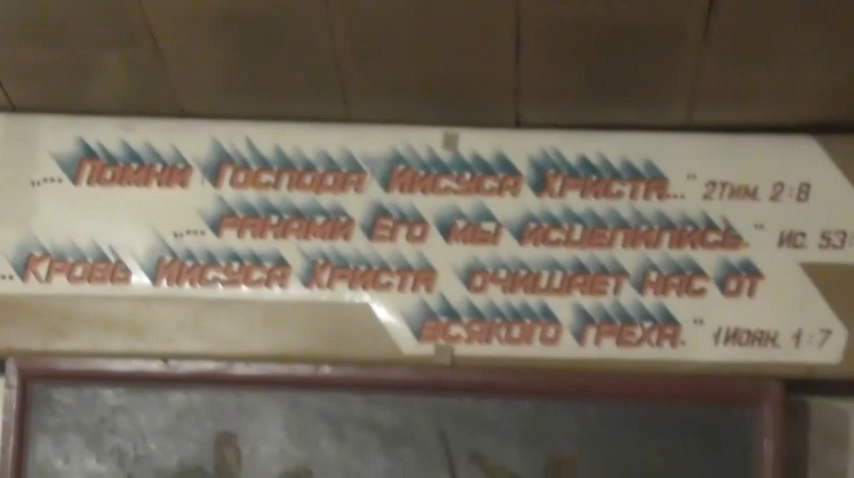 „... Помни Господа Иисуса Христа..." 2Тим. 2:8
„... ранами Его мы исцелились." Ис. 53:
... Кровь Иисуса Христа очищает нас от
всякого греха." 1Иоан. 1:7